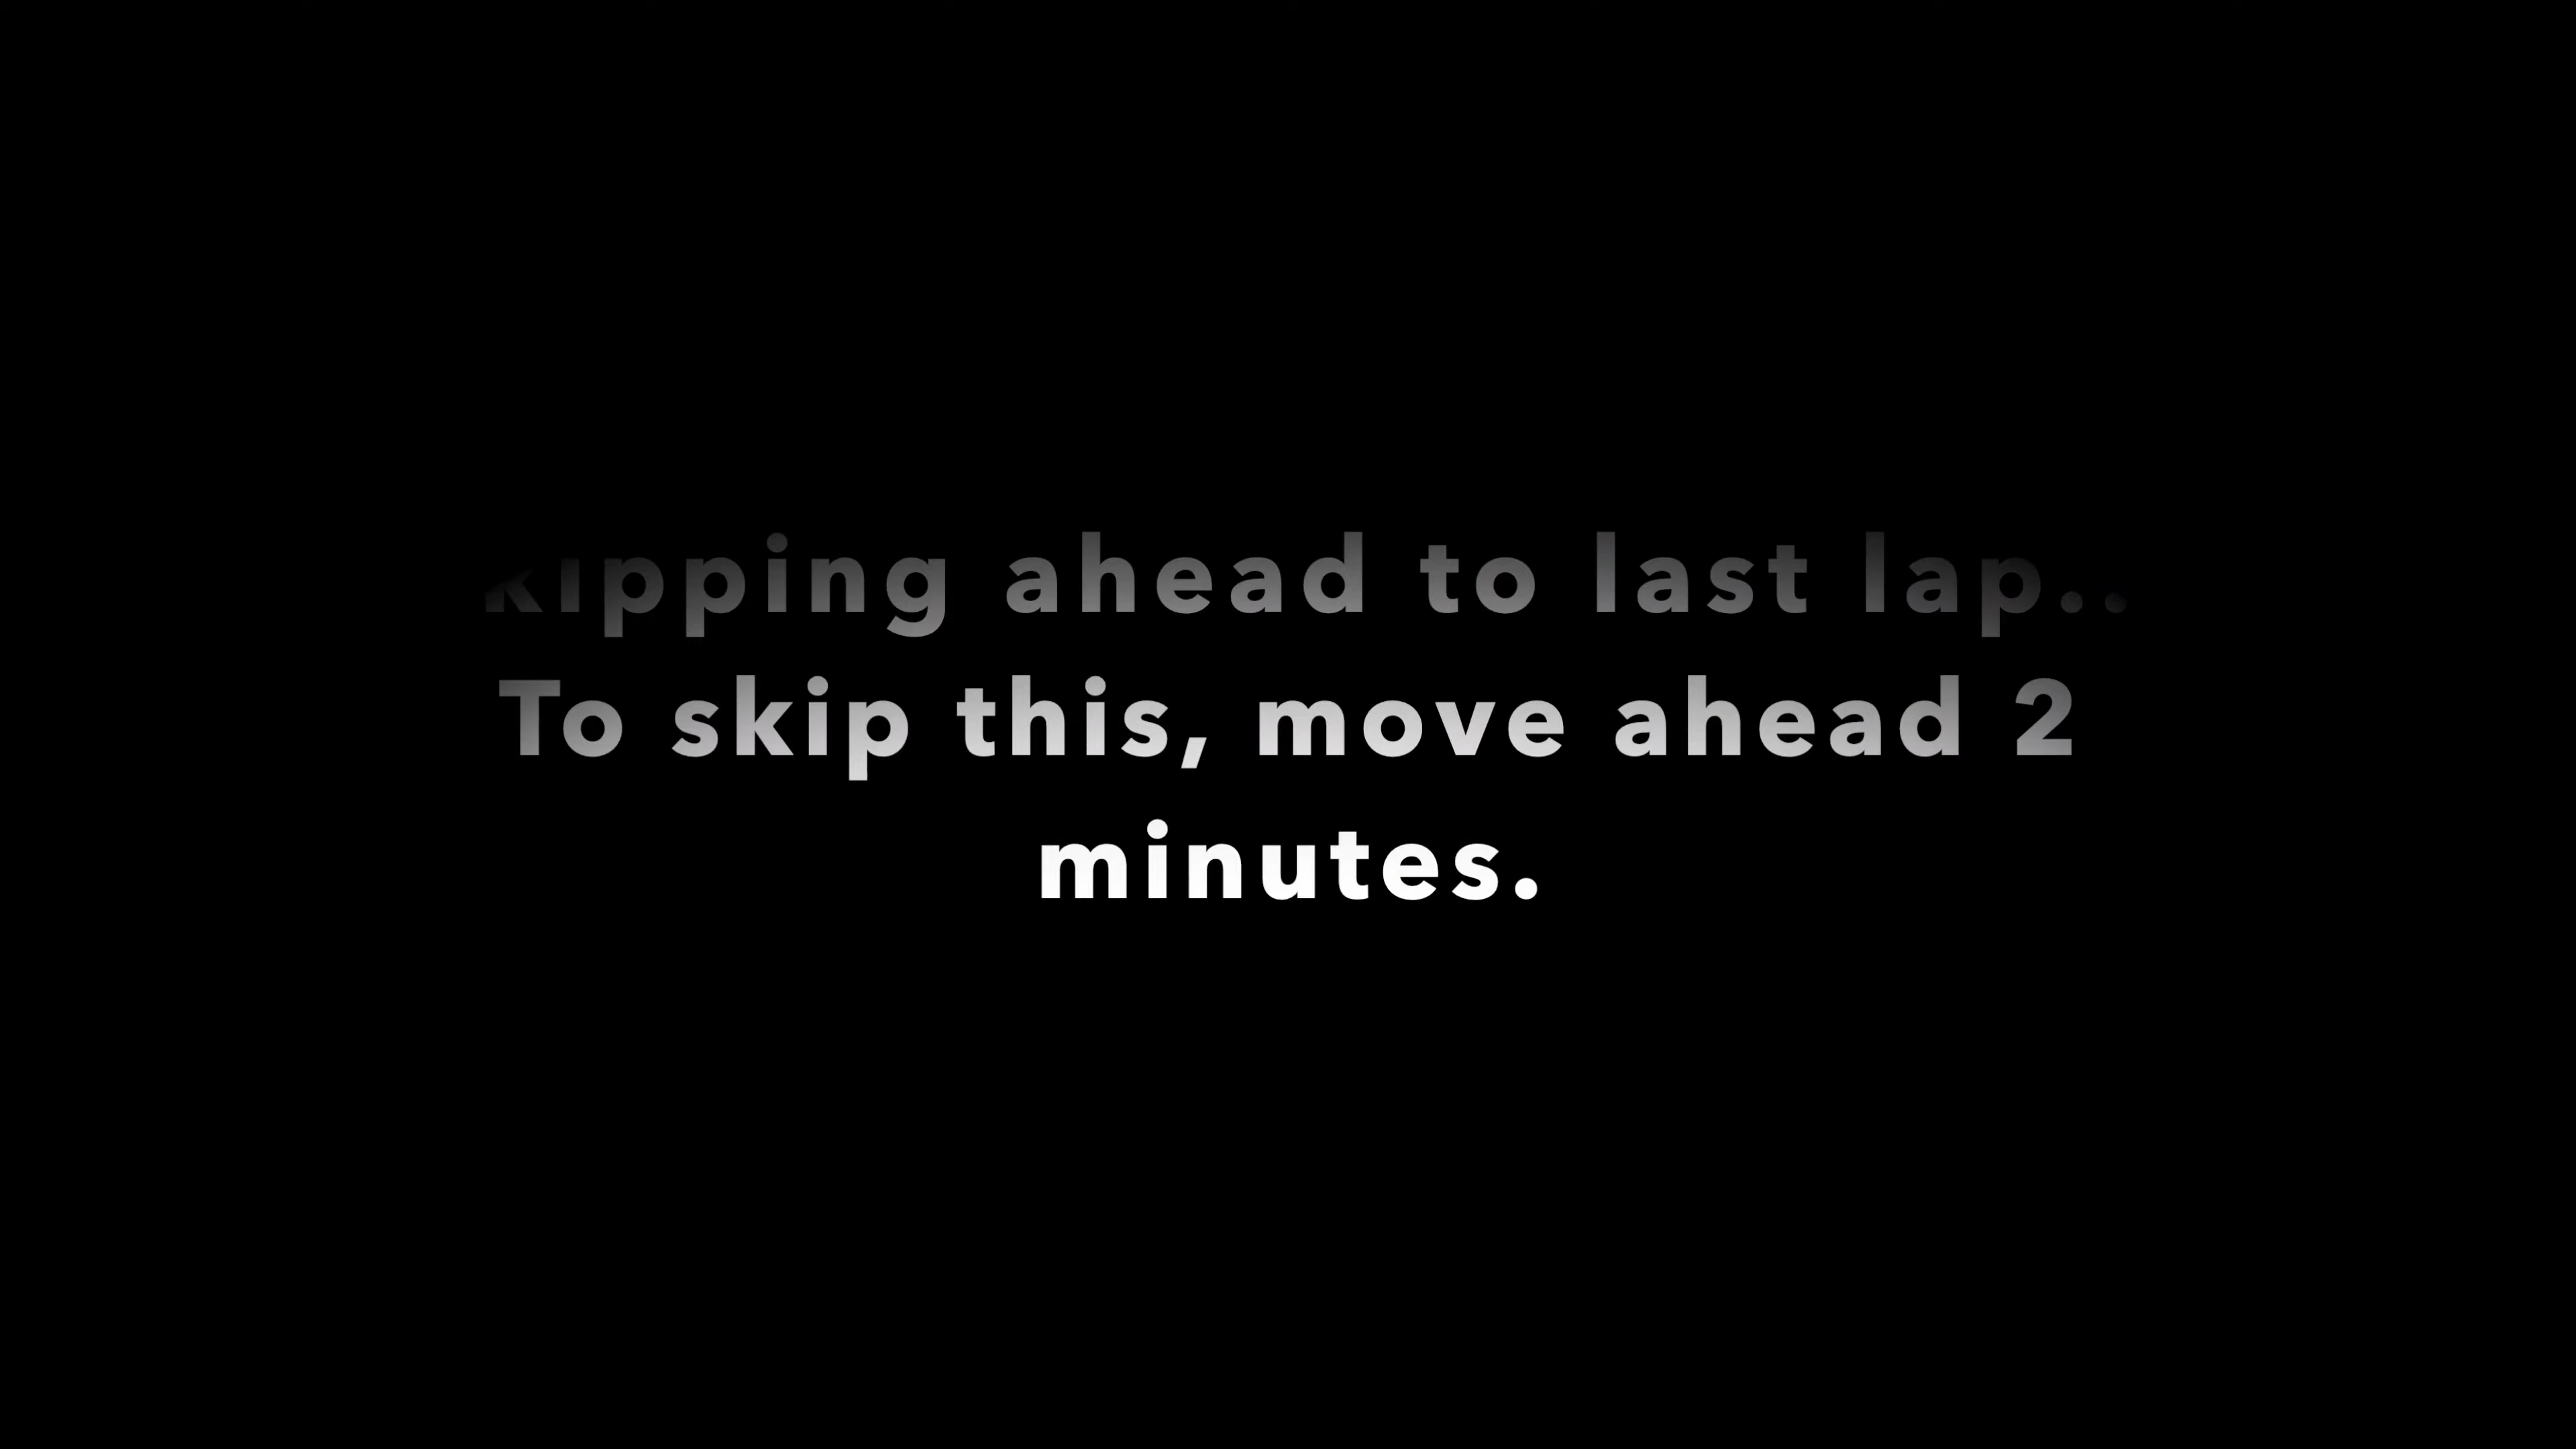 kipping ahead to last lap..
To skip this, move ahead 2
minutes.